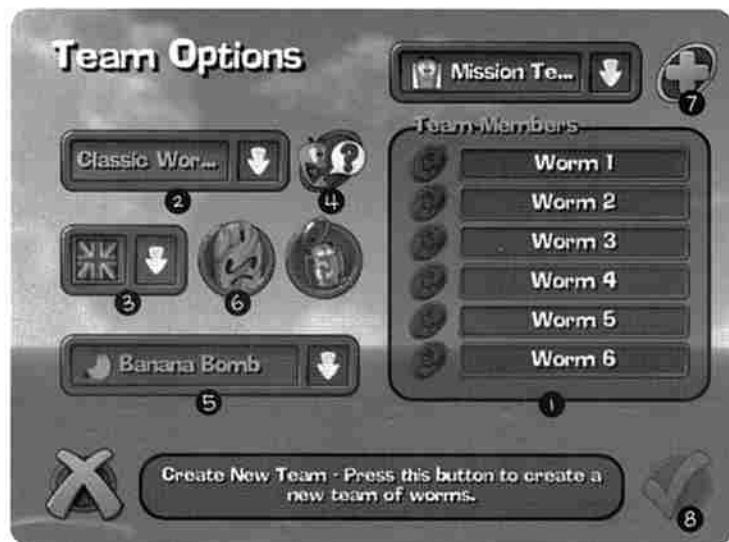 Team Options
Mission Te...
7
Team Members
Classic Wor...
2
4
Worm 1
Worm 2
Worm 3
Worm 4
Worm 5
Worm 6
3
6
Banana Bomb
5
1
Create New Team - Press this button to create a
new team of worms.
8